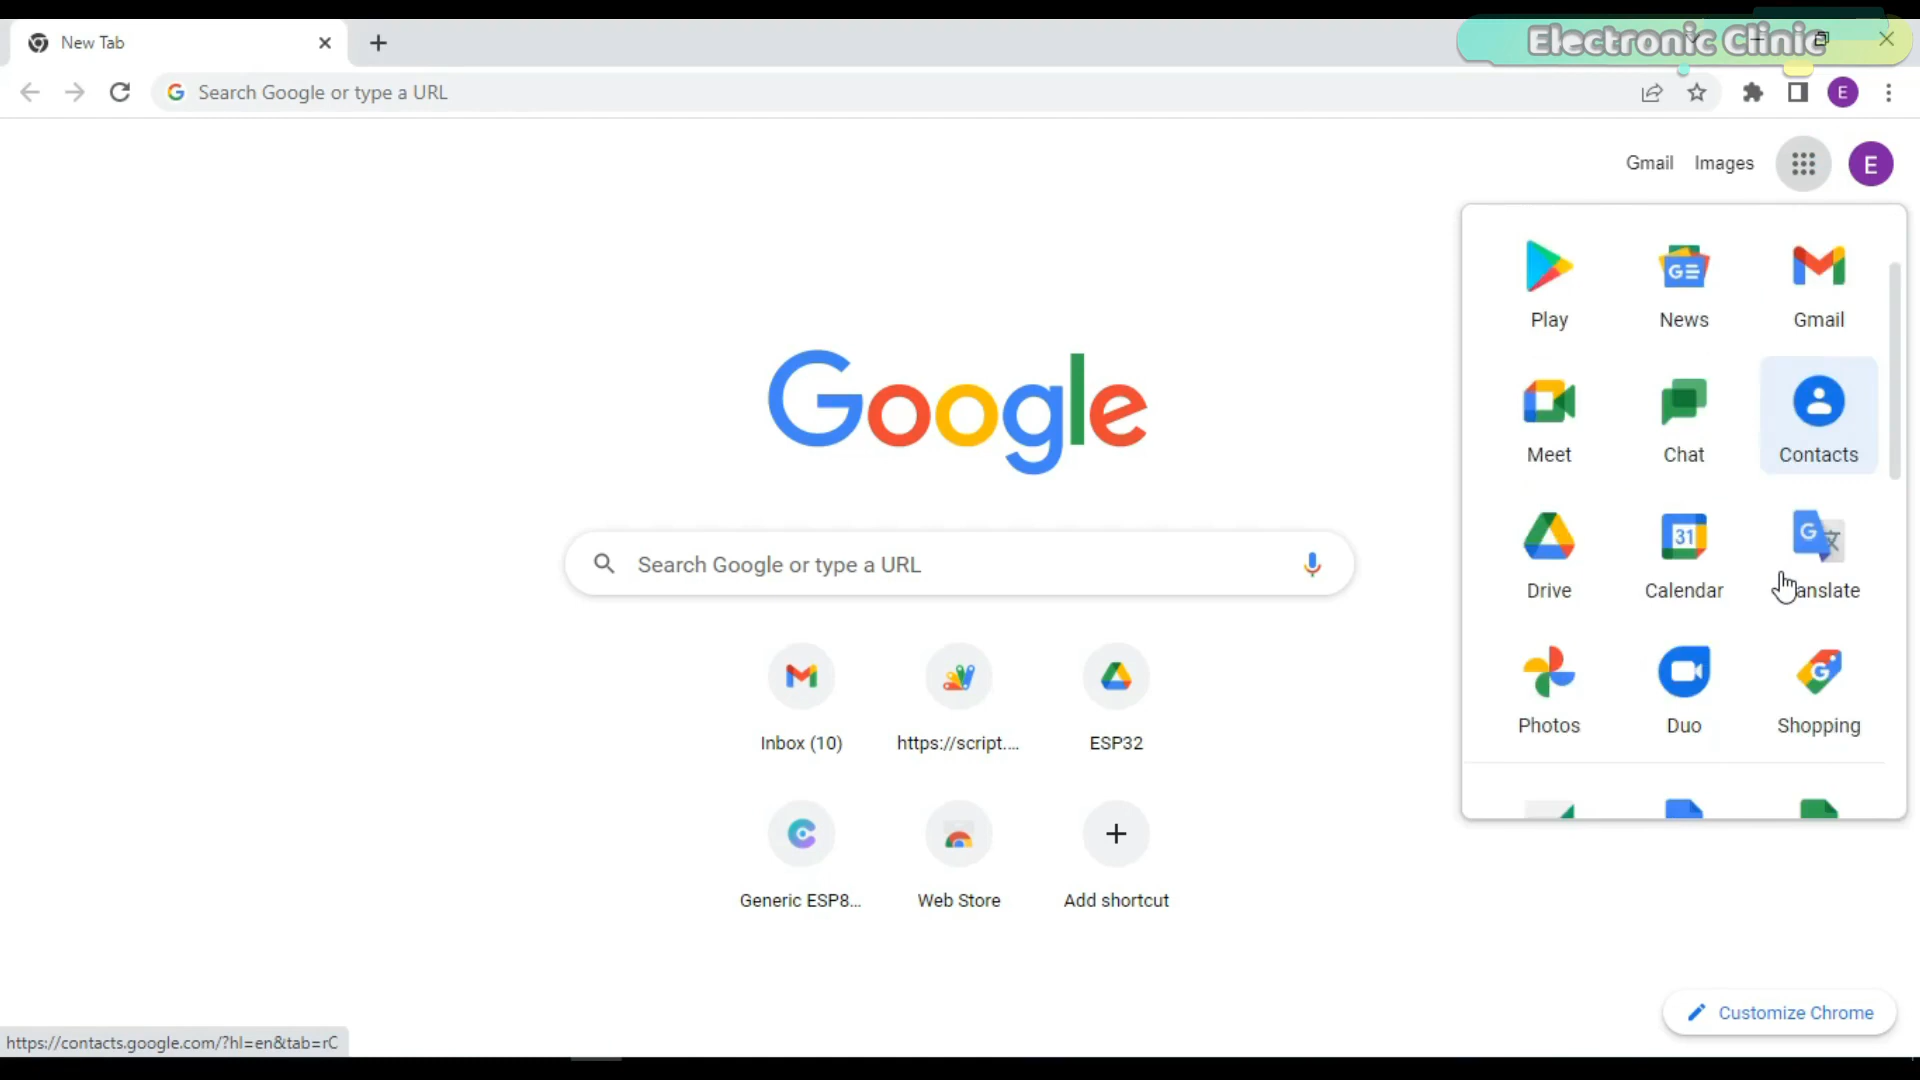 New Tab
Electronic Clinic
Search Google or type a URL
E
Gmail
Images
E
Google
Search Google or type a URL
Inbox (10)
https://script....
ESP32
Generic ESP8...
Web Store
Add shortcut
Play
News
GE
Gmail
Meet
Chat
Contacts
Drive
31
Calendar
G
anslate
Photos
Duo
G
Shopping
Customize Chrome
https://contacts.google.com/?hl=en&tab=rC